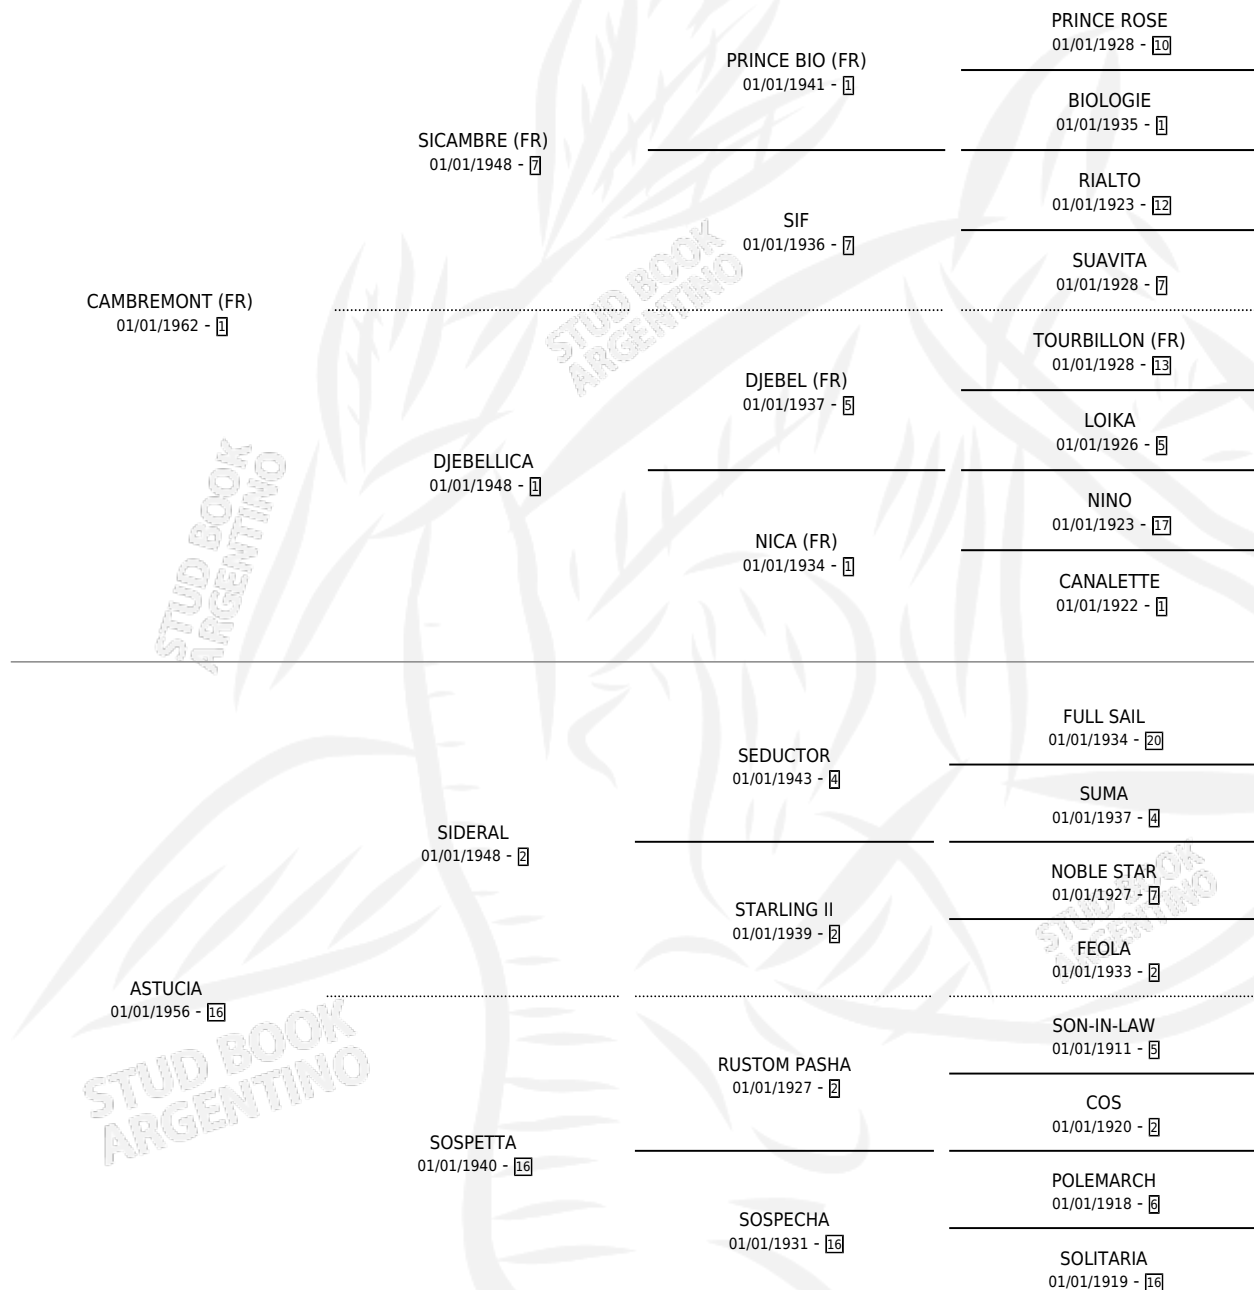 PRINCE ROSE
01/01/1928 - 10
PRINCE BIO (FR)
01/01/1941 - 1
BIOLOGIE
01/01/1935 - 1
SICAMBRE (FR)
01/01/1948 - 7
RIALTO
01/01/1923 - 12
SIF
01/01/1936 - 7
SUAVITA
01/01/1928 - 7
CAMBREMONT (FR)
01/01/1962 - 1
TOURBILLON (FR)
01/01/1928 - 13
DJEBEL (FR)
01/01/1937 - 5
LOIKA
01/01/1926 - 5
DJEBELLICA
01/01/1948 - 1
NINO
01/01/1923 - 17
NICA (FR)
01/01/1934 - 1
CANALETTE
01/01/1922 - 1
FULL SAIL
01/01/1934 - 20
SEDUCTOR
01/01/1943 - 4
SUMA
01/01/1937 - 4
SIDERAL
01/01/1948 - 2
NOBLE STAR
01/01/1927 - 7
STARLING II
01/01/1939 - 2
FEOLA
01/01/1933 - 2
ASTUCIA
01/01/1956 - 16
SON-IN-LAW
01/01/1911 - 5
RUSTOM PASHA
01/01/1927 - 2
COS
01/01/1920 - 2
SOSPETTA
01/01/1940 - 16
POLEMARCH
01/01/1918 - 6
SOSPECHA
01/01/1931 - 16
SOLITARIA
01/01/1919 - 16
STUD BOOK
ARGENTINO
STUD BOOK
ARGENTINO
STUD BOOK
ARGENTINO
STUD BOOK
ARGENTINO